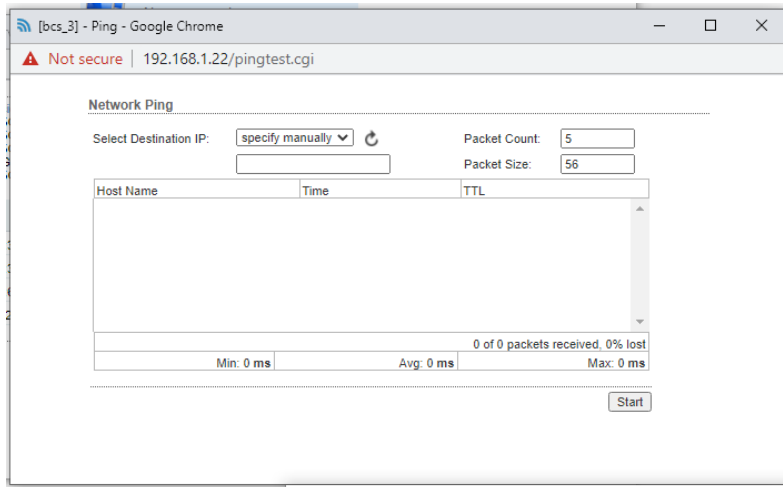 [bcs_3] - Ping - Google Chrome
Not secure | 192.168.1.22/pingtest.cgi
Network Ping
Select Destination IP: specify manually Packet Count: 5
Packet Size: 56
Host Name Time TTL
0 of 0 packets received, 0% lost
Min: 0 ms Avg: 0 ms Max: 0 ms
Start